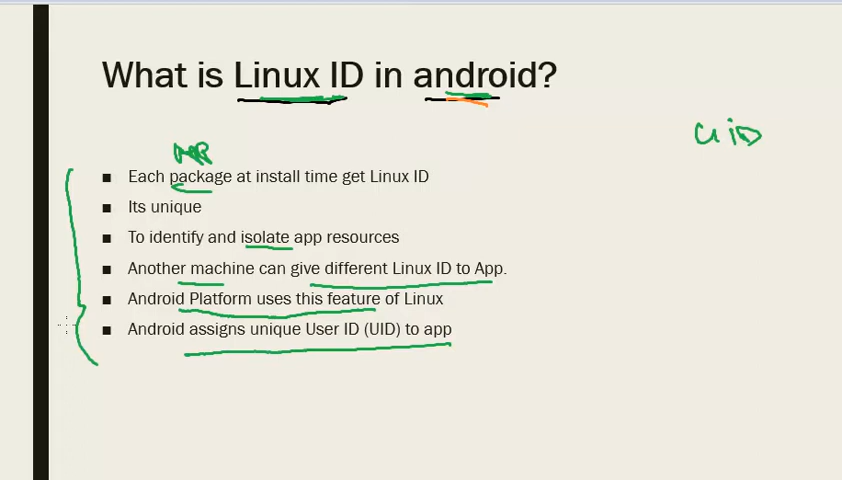 What is Linux ID in android?
UiD
APP
Each package at install time get Linux ID
Its unique
To identify and isolate app resources
Another machine can give different Linux ID to App.
Android Platform uses this feature of Linux
Android assigns unique User ID (UID) to app